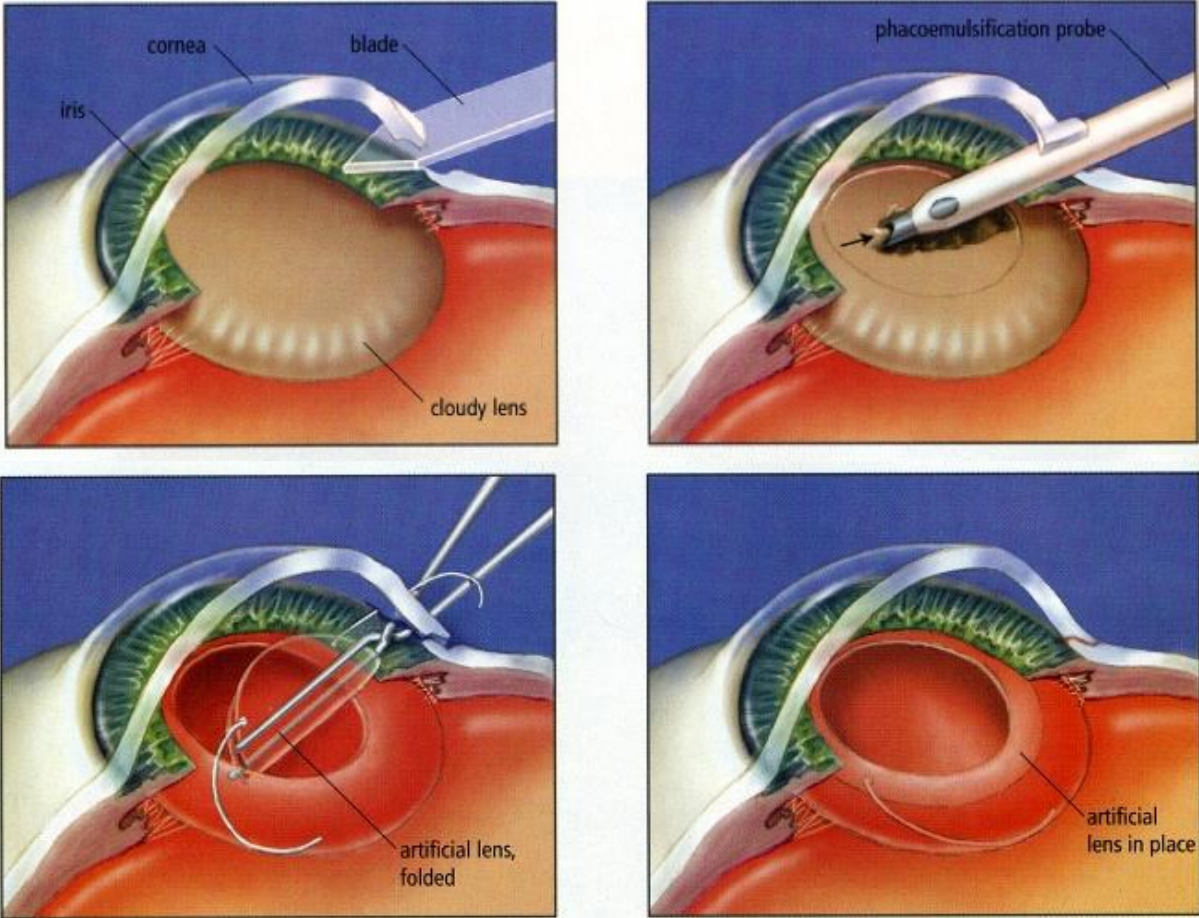 cornea
blade
iris
cloudy lens
phacoemulsification probe
artificial lens,
folded
artificial
lens in place